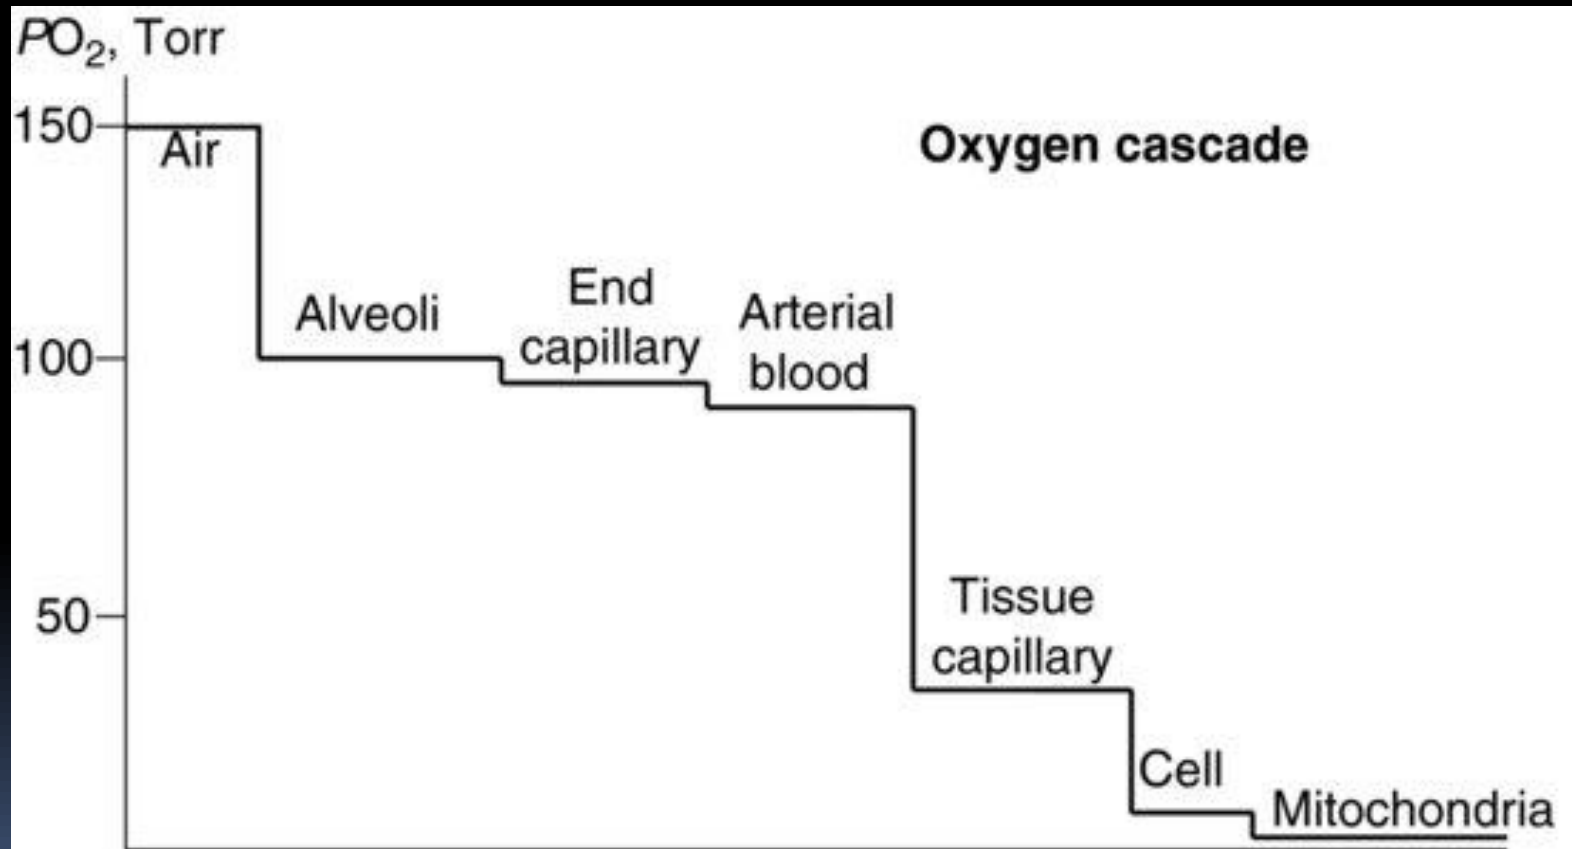 PO₂, Torr
150
Air
Oxygen cascade
Alveoli
End
capillary
Arterial
blood
100
50
Tissue
capillary
Cell
Mitochondria